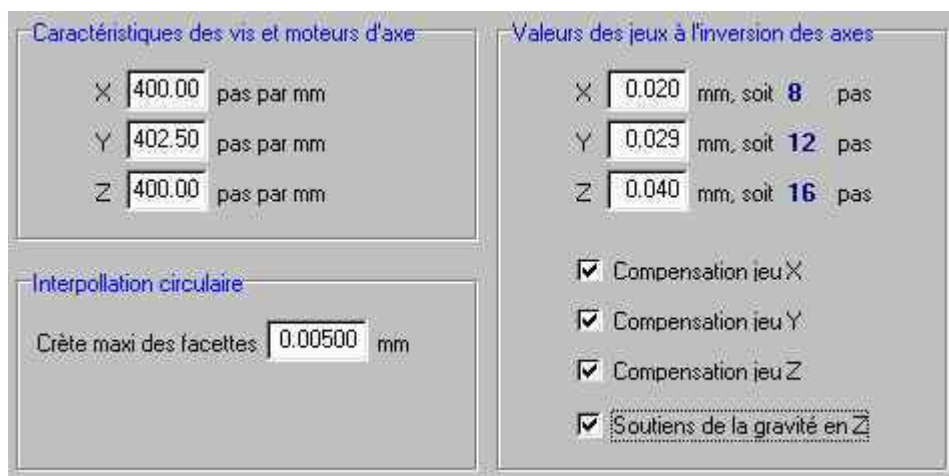 Caractéristiques des vis et moteurs d'axe
X 400.00 pas par mm
Y 402.50 pas par mm
Z 400.00 pas par mm
Interpollation circulaire
Crète maxi des facettes 0.00500 mm
Valeurs des jeux à l'inversion des axes
X 0.020 mm, soit 8 pas
Y 0.029 mm, soit 12 pas
Z 0.040 mm, soit 16 pas
Compensation jeu X
Compensation jeu Y
Compensation jeu Z
Soutiens de la gravité en Z